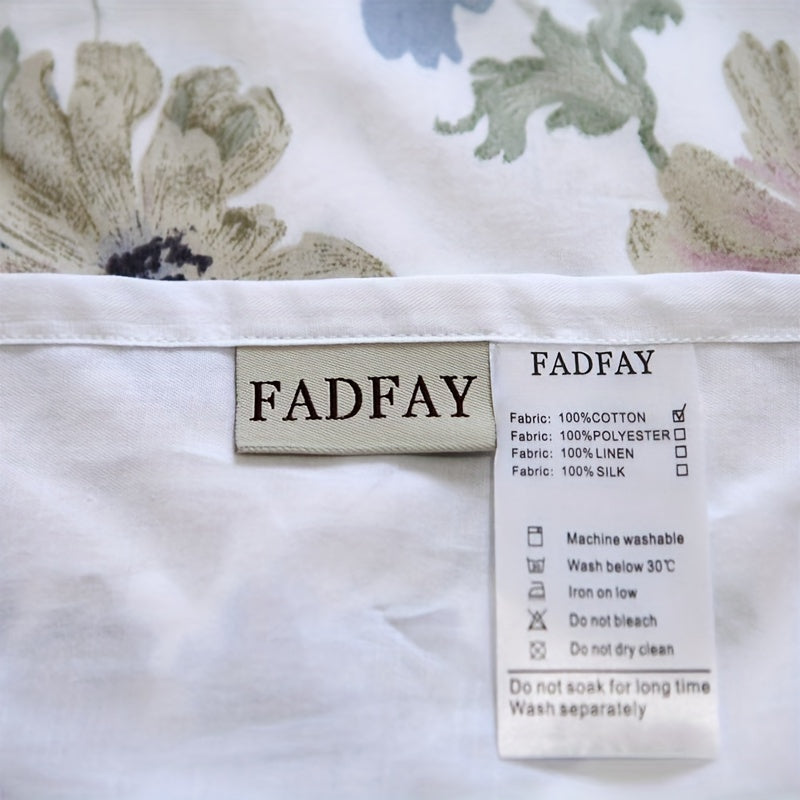 FADFAY
FADFAY
Fabric: 100%COTTON
Fabric: 100%POLYESTER
Fabric: 100%LINEN
Fabric: 100%SILK
Machine washable
Wash below 30℃
Iron on low
Do not bleach
Do not dry clean
Do not soak for long time
Wash separately